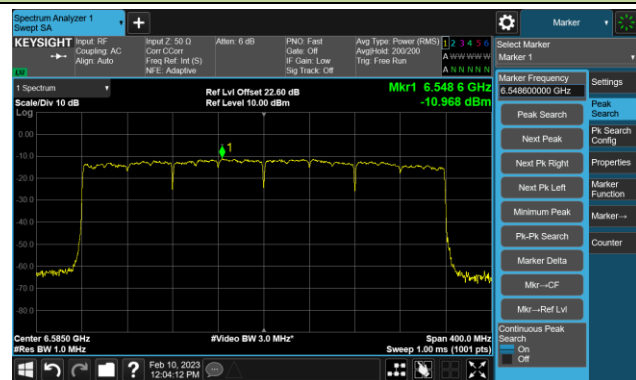 Spectrum Analyzer 1
Swept SA
Marker
KEYSIGHT
Input: RF
Coupling: AC
Align: Auto
Input Z: 50 Ω
Corr CCorr
Freq Ref: Int (S)
NFE: Adaptive
Atten: 6 dB
PNO: Fast
Gate: Off
IF Gain: Low
Sig Track: Off
Avg Type: Power (RMS)
Avg|Hold: 200/200
Trig: Free Run
1 2 3 4 5 6
A W W W W W
A N N N N N
Select Marker
Marker 1
LV
1 Spectrum
Scale/Div 10 dB
Log
Ref Lvl Offset 22.60 dB
Ref Level 10.00 dBm
Mkr1 6.548 6 GHz
-10.968 dBm
1
0.00
-10.0
-20.0
-30.0
-40.0
-50.0
-60.0
-70.0
-80.0
Center 6.5850 GHz
#Res BW 1.0 MHz
#Video BW 3.0 MHz*
Span 400.0 MHz
Sweep 1.00 ms (1001 pts)
Marker Frequency
6.548600000 GHz
Peak Search
Next Peak
Next Pk Right
Next Pk Left
Minimum Peak
Pk-Pk Search
Marker Delta
Mkr→CF
Mkr→Ref Lvl
Continuous Peak
Search
On
Off
Settings
Peak
Search
Pk Search
Config
Properties
Marker
Function
Marker→
Counter
Feb 10, 2023
12:04:12 PM